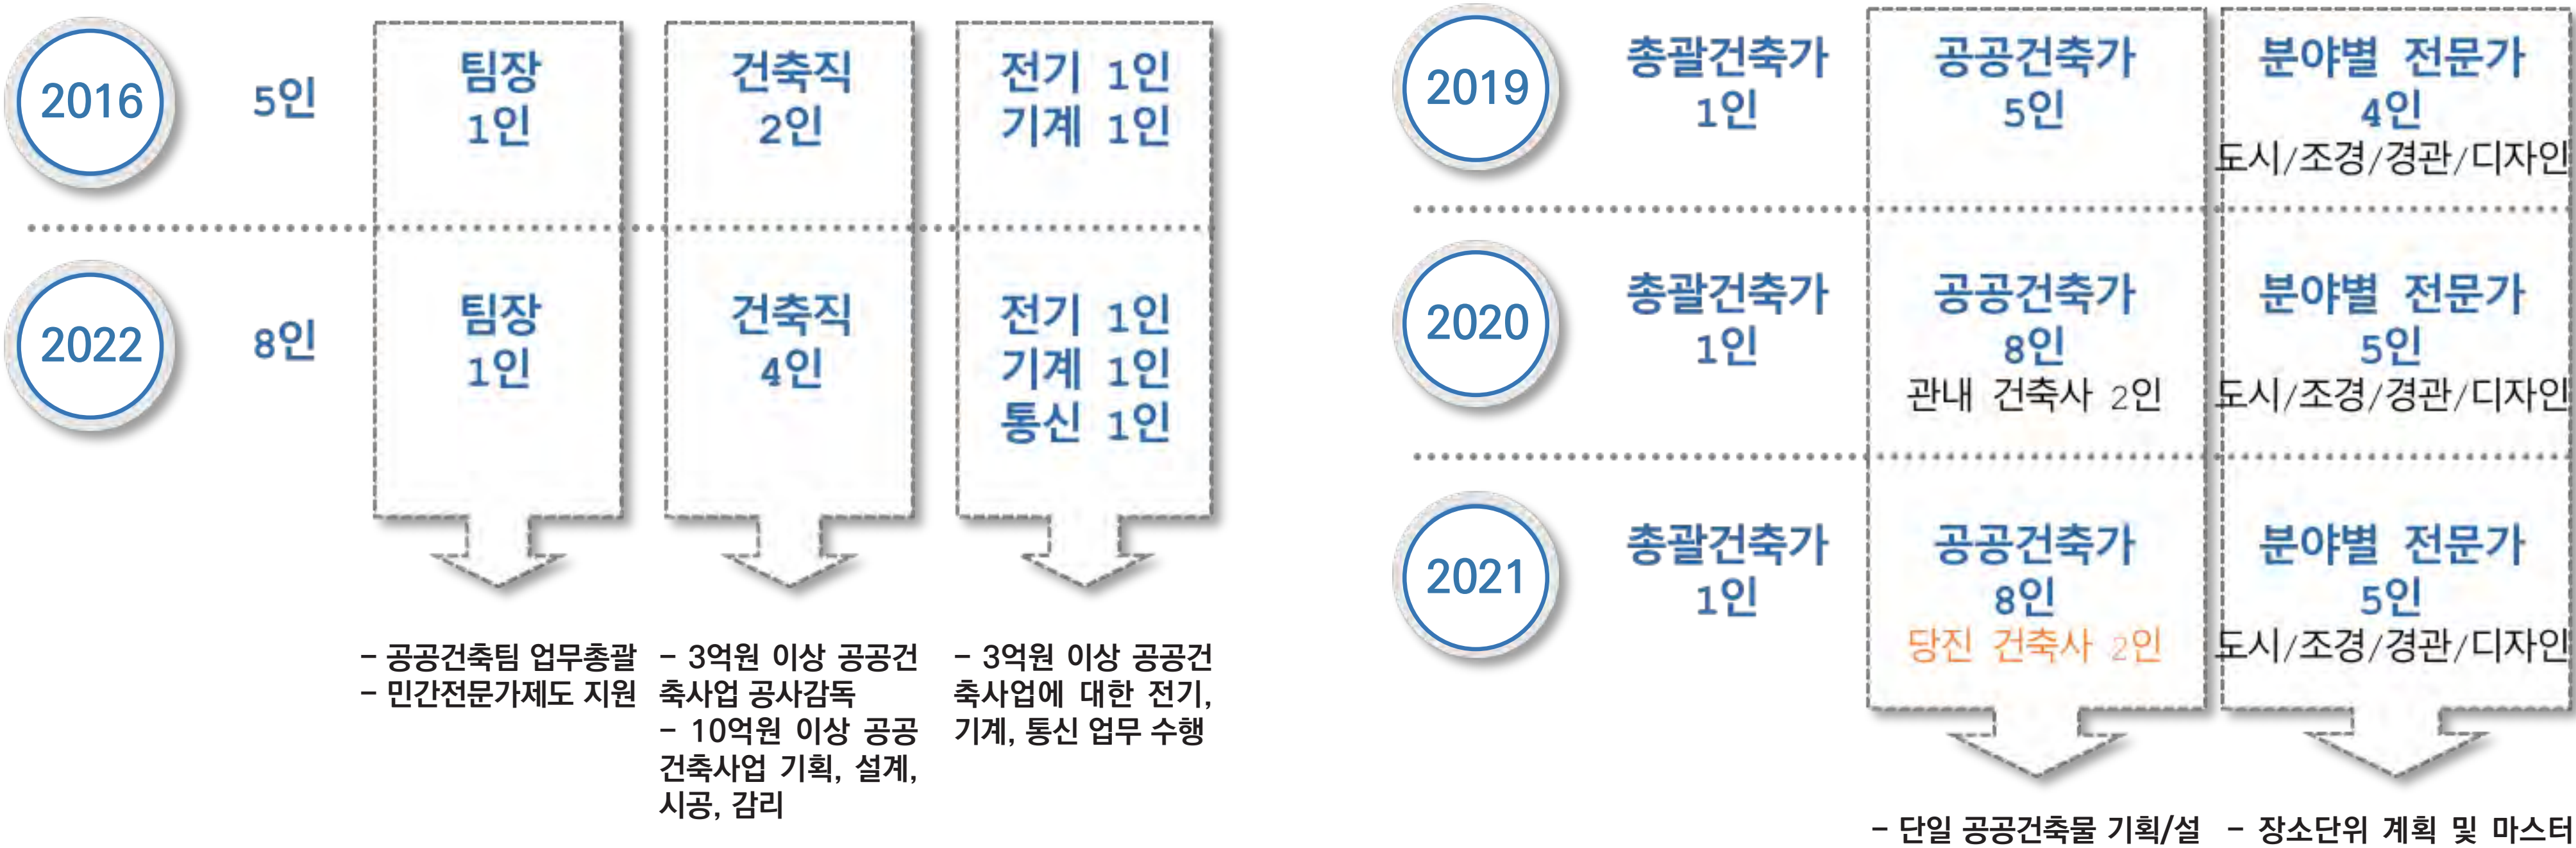 2016
5인
팀장
1인
건축직
2인
전기 1인
기계 1인
2022
8인
팀장
1인
건축직
4인
전기 1인
기계 1인
통신 1인
- 공공건축팀 업무총괄
- 민간전문가제도 지원
- 3억원 이상 공공건
축사업 공사감독
- 10억원 이상 공공
건축사업 기획, 설계,
시공, 감리
- 3억원 이상 공공건
축사업에 대한 전기,
기계, 통신 업무 수행
2019
총괄건축가
1인
공공건축가
5인
분야별 전문가
4인
도시/조경/경관/디자인
2020
총괄건축가
1인
공공건축가
8인
관내 건축사 2인
분야별 전문가
5인
도시/조경/경관/디자인
2021
총괄건축가
1인
공공건축가
8인
당진 건축사 2인
분야별 전문가
5인
도시/조경/경관/디자인
- 단일 공공건축물 기획/설
- 장소단위 계획 및 마스터